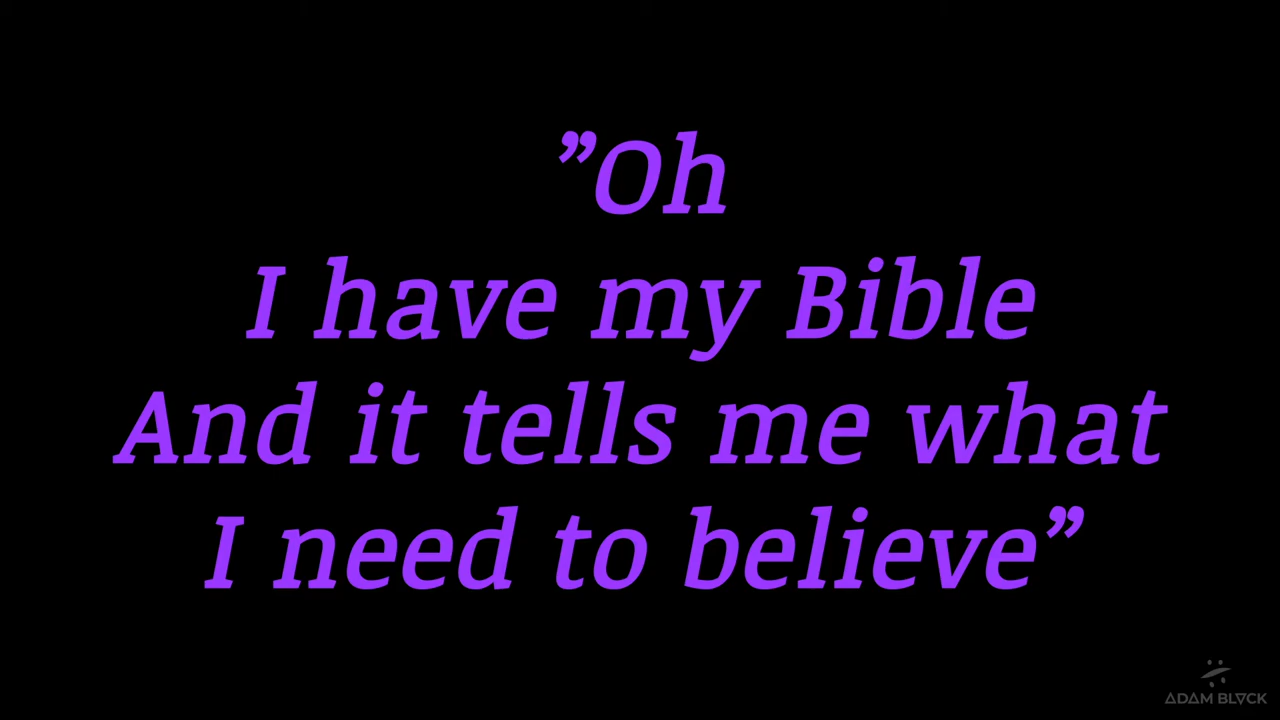 ”Oh
I have my Bible
And it tells me what
I need to believe”
ADAM BLVCK